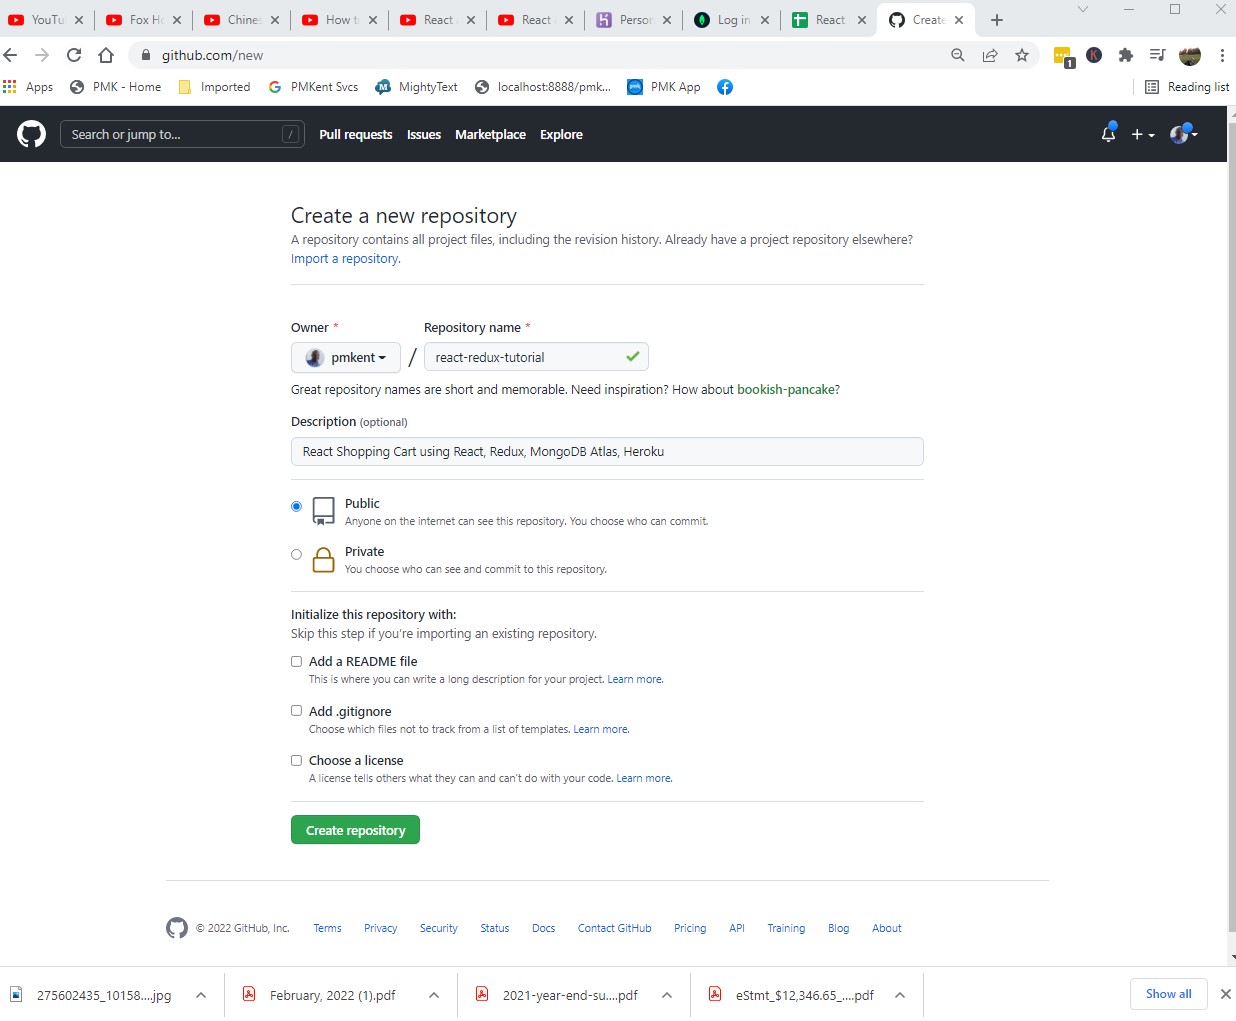 YouTu
Fox Ho
Chines
How t
React
React
Person
Log in
React
Create
github.com/new
1
K
Apps
PMK - Home
Imported
PMKent Svcs
MightyText
localhost:8888/pmk...
PMK App
Reading list
Search or jump to...
/
Pull requests
Issues
Marketplace
Explore
Create a new repository
A repository contains all project files, including the revision history. Already have a project repository elsewhere?
Import a repository.
Owner *
Repository name *
pmkent
/
react-redux-tutorial
Great repository names are short and memorable. Need inspiration? How about bookish-pancake?
Description (optional)
React Shopping Cart using React, Redux, MongoDB Atlas, Heroku
Public
Anyone on the internet can see this repository. You choose who can commit.
Private
You choose who can see and commit to this repository.
Initialize this repository with:
Skip this step if you're importing an existing repository.
Add a README file
This is where you can write a long description for your project. Learn more.
Add .gitignore
Choose which files not to track from a list of templates. Learn more.
Choose a license
A license tells others what they can and can't do with your code. Learn more.
Create repository
© 2022 GitHub, Inc.
Terms
Privacy
Security
Status
Docs
Contact GitHub
Pricing
API
Training
Blog
About
275602435_10158....jpg
February, 2022 (1).pdf
2021-year-end-su....pdf
eStmt_$12,346.65_....pdf
Show all